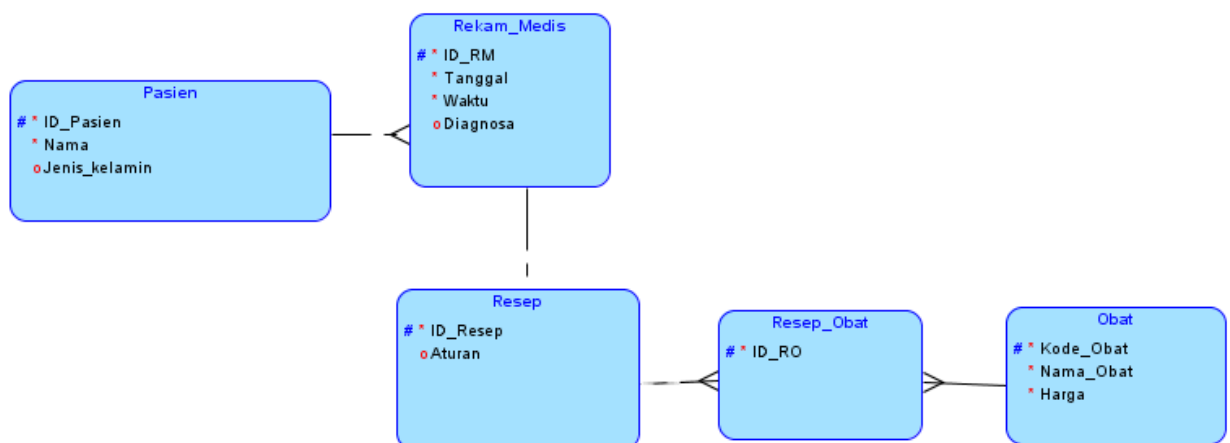 Pasien
# * ID_Pasien
* Nama
o Jenis_kelamin
Rekam_Medis
# * ID_RM
* Tanggal
* Waktu
o Diagnosa
Resep
# * ID_Resep
o Aturan
Resep_Obat
# * ID_RO
Obat
# * Kode_Obat
* Nama_Obat
* Harga